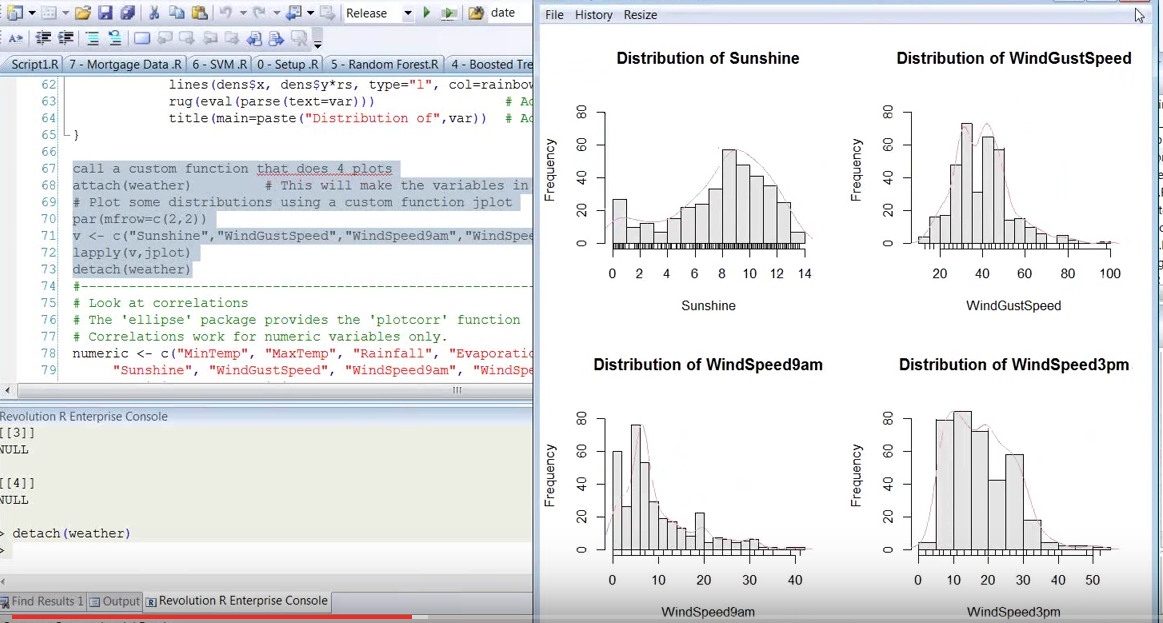 Release
date
Script1.R
7 - Mortgage Data .R
6 - SVM .R
0 - Setup .R
5 - Random Forest.R
4 - Boosted Tre
62 lines(dens$x, dens$y*rs, type="l", col=rainbow
63 rug(eval(parse(text=var))) # Ad
64 title(main=paste("Distribution of",var)) # Ad
65 }
66
67 call a custom function that does 4 plots
68 attach(weather) # This will make the variables in
69 # Plot some distributions using a custom function jplot
70 par(mfrow=c(2,2))
71 v <- c("Sunshine","WindGustSpeed","WindSpeed9am","WindSpee
72 lapply(v,jplot)
73 detach(weather)
74 #----------------------------------------------------------
75 # Look at correlations
76 # The 'ellipse' package provides the 'plotcorr' function
77 # Correlations work for numeric variables only.
78 numeric <- c("MinTemp", "MaxTemp", "Rainfall", "Evaporatio
79 "Sunshine", "WindGustSpeed", "WindSpeed9am", "WindSpe
Revolution R Enterprise Console
[[3]]
NULL
[[4]]
NULL
> detach(weather)
>
Find Results 1
Output
Revolution R Enterprise Console
File History Resize
Distribution of Sunshine
Frequency
0 20 40 60 80
0 2 4 6 8 10 12 14
Sunshine
Distribution of WindGustSpeed
Frequency
0 20 40 60 80
20 40 60 80 100
WindGustSpeed
Distribution of WindSpeed9am
Frequency
0 20 40 60 80
0 10 20 30 40
WindSpeed9am
Distribution of WindSpeed3pm
Frequency
0 20 40 60 80
0 10 20 30 40 50
WindSpeed3pm